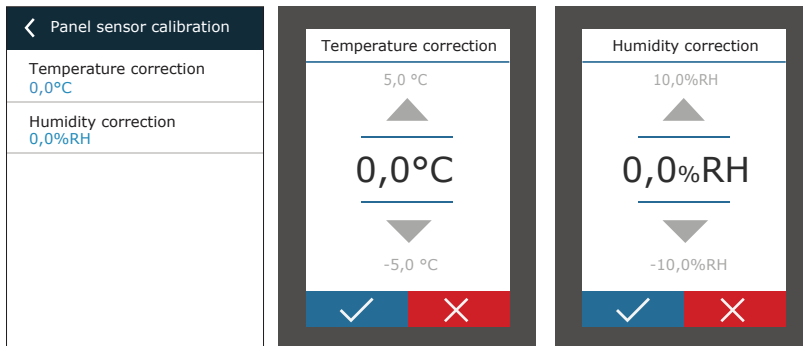 Panel sensor calibration
Temperature correction
0,0°C
Humidity correction
0,0%RH
Temperature correction
5,0 °C
0,0°C
-5,0 °C
Humidity correction
10,0%RH
0,0%RH
-10,0%RH